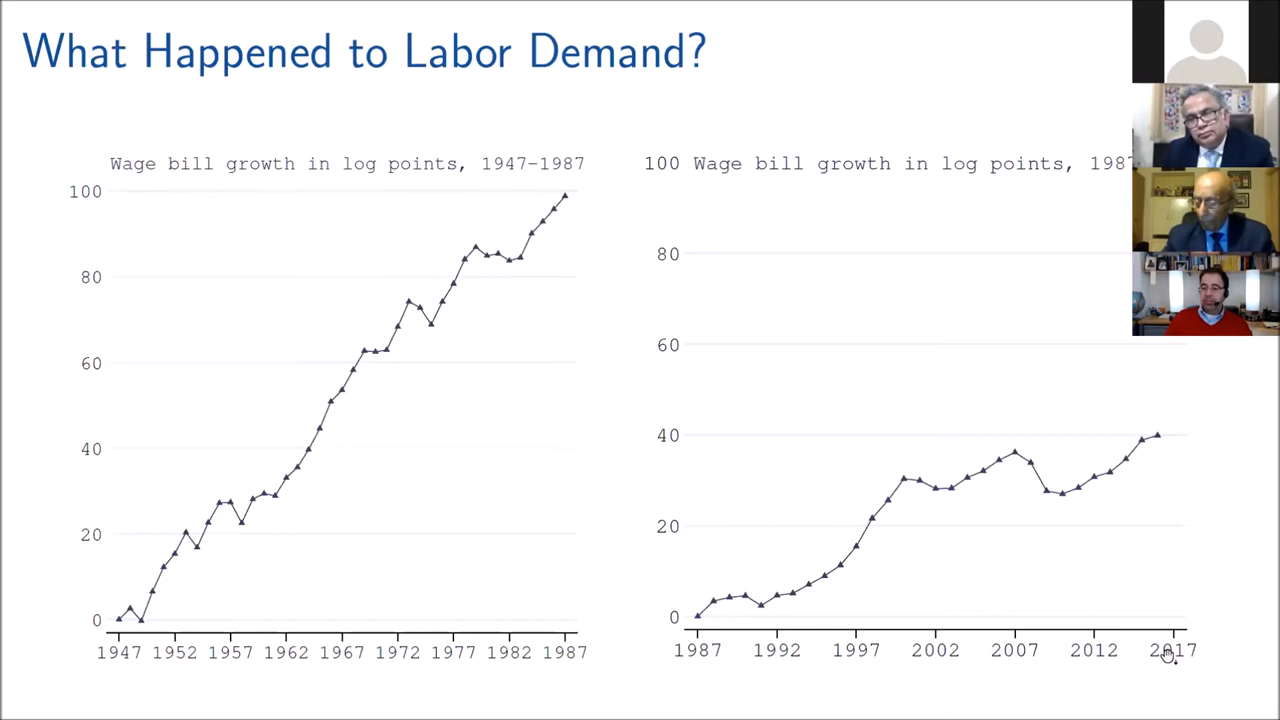 What Happened to Labor Demand?
Wage bill growth in log points, 1947–1987
100
80
60
40
20
0
1947 1952 1957 1962 1967 1972 1977 1982 1987
100 Wage bill growth in log points, 1987
80
60
40
20
0
1987 1992 1997 2002 2007 2012 2017